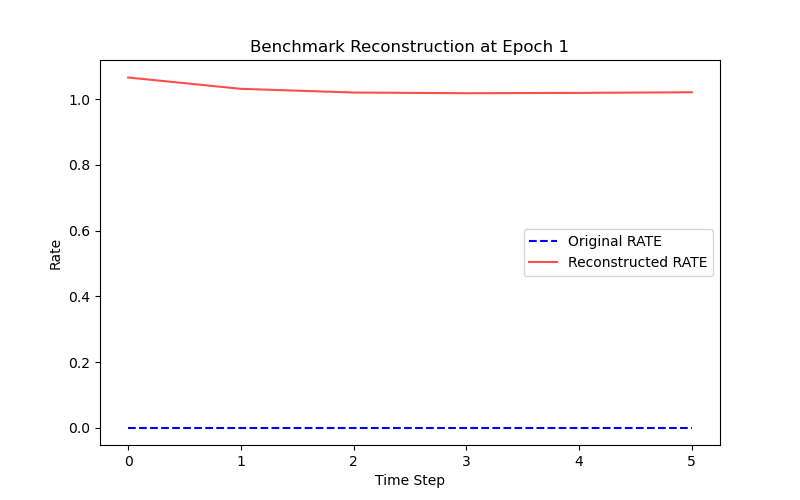 Benchmark Reconstruction at Epoch 1
Rate
1.0
0.8
0.6
0.4
0.2
0.0
Original RATE
Reconstructed RATE
0 1 2 3 4 5
Time Step